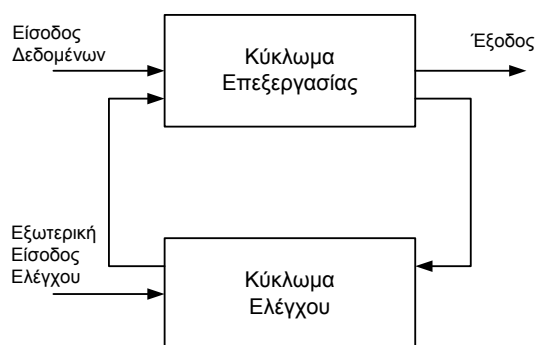 Είσοδος
Δεδομένων
Κύκλωμα
Επεξεργασίας
Έξοδος
Εξωτερική
Είσοδος
Ελέγχου
Κύκλωμα
Ελέγχου